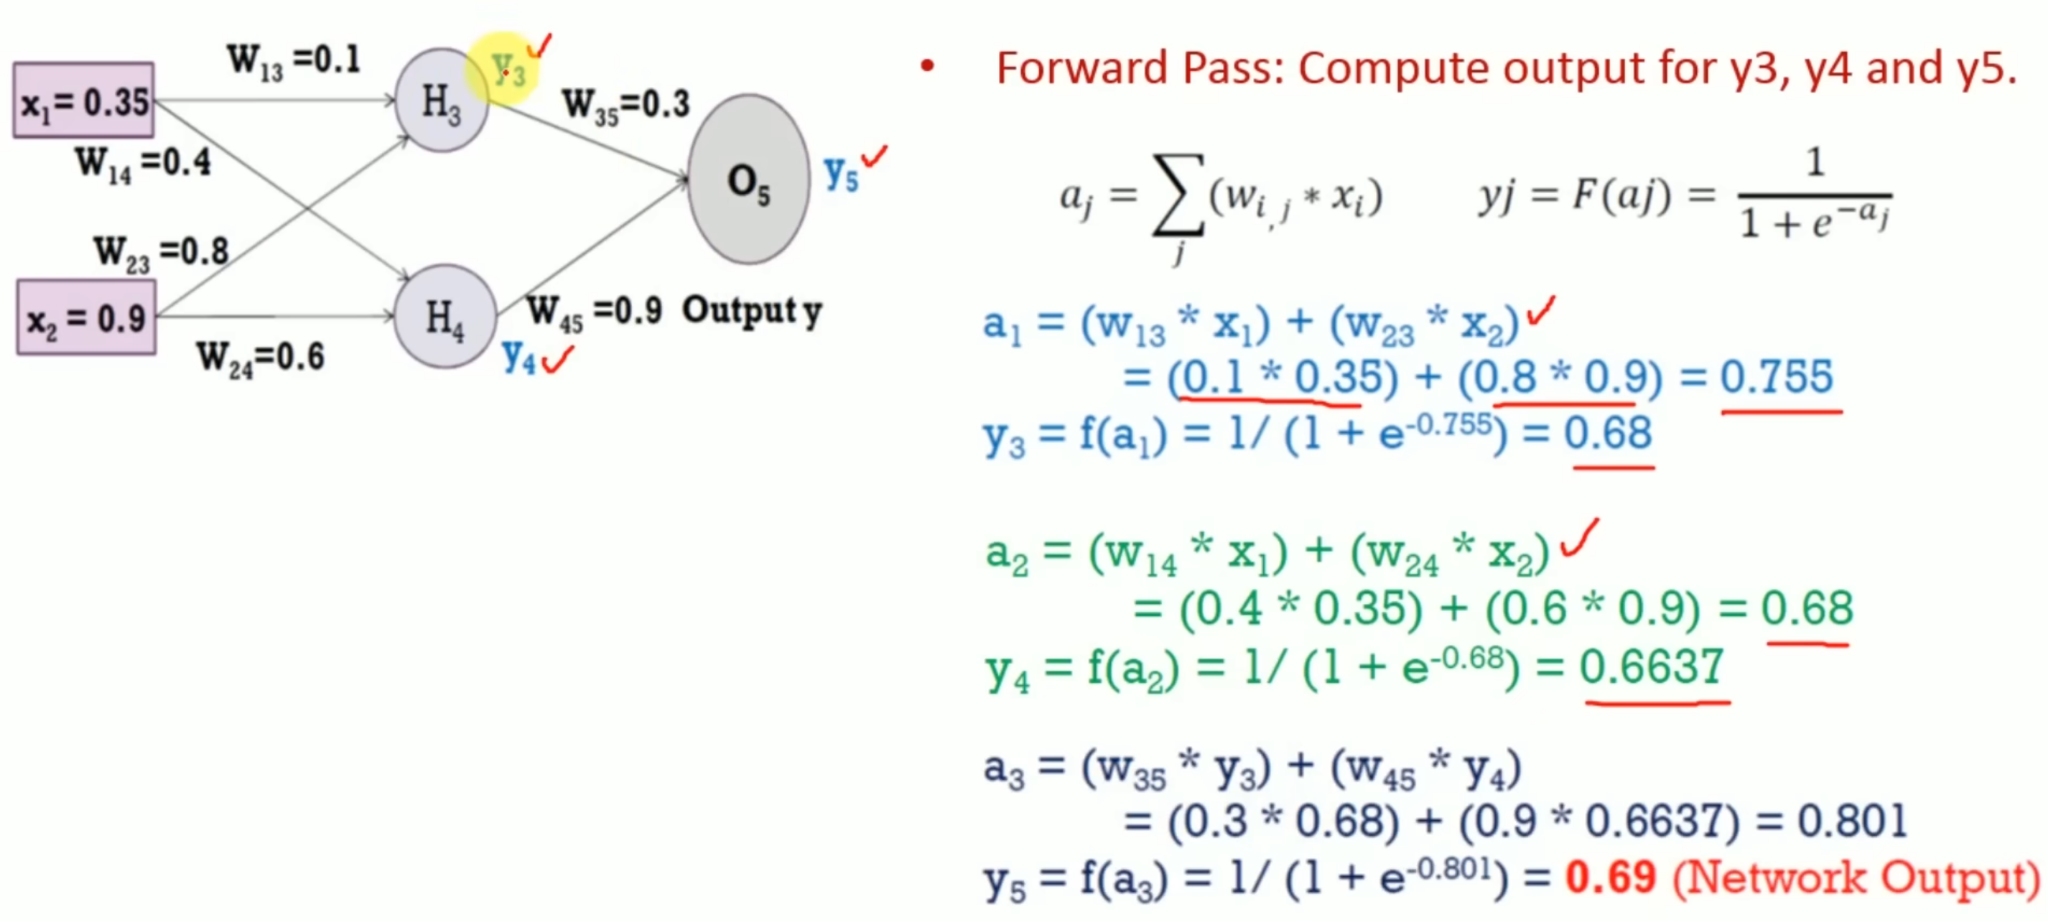 W₁₃ =0.1
y₃
x₁= 0.35
H₃
W₃₅=0.3
W₁₄ =0.4
O₅
y₅
W₂₃ =0.8
x₂ = 0.9
H₄
W₄₅ =0.9 Output y
W₂₄=0.6
y₄
• Forward Pass: Compute output for y3, y4 and y5.
aⱼ = ∑ⱼ(wᵢ,ⱼ * xᵢ) yj = F(aj) = 1 / (1 + e^(−aⱼ))
a₁ = (w₁₃ * x₁) + (w₂₃ * x₂)
= (0.1 * 0.35) + (0.8 * 0.9) = 0.755
y₃ = f(a₁) = 1/ (1 + e⁻⁰·⁷⁵⁵) = 0.68
a₂ = (w₁₄ * x₁) + (w₂₄ * x₂)
= (0.4 * 0.35) + (0.6 * 0.9) = 0.68
y₄ = f(a₂) = 1/ (1 + e⁻⁰·⁶⁸) = 0.6637
a₃ = (w₃₅ * y₃) + (w₄₅ * y₄)
= (0.3 * 0.68) + (0.9 * 0.6637) = 0.801
y₅ = f(a₃) = 1/ (1 + e⁻⁰·⁸⁰¹) = 0.69 (Network Output)